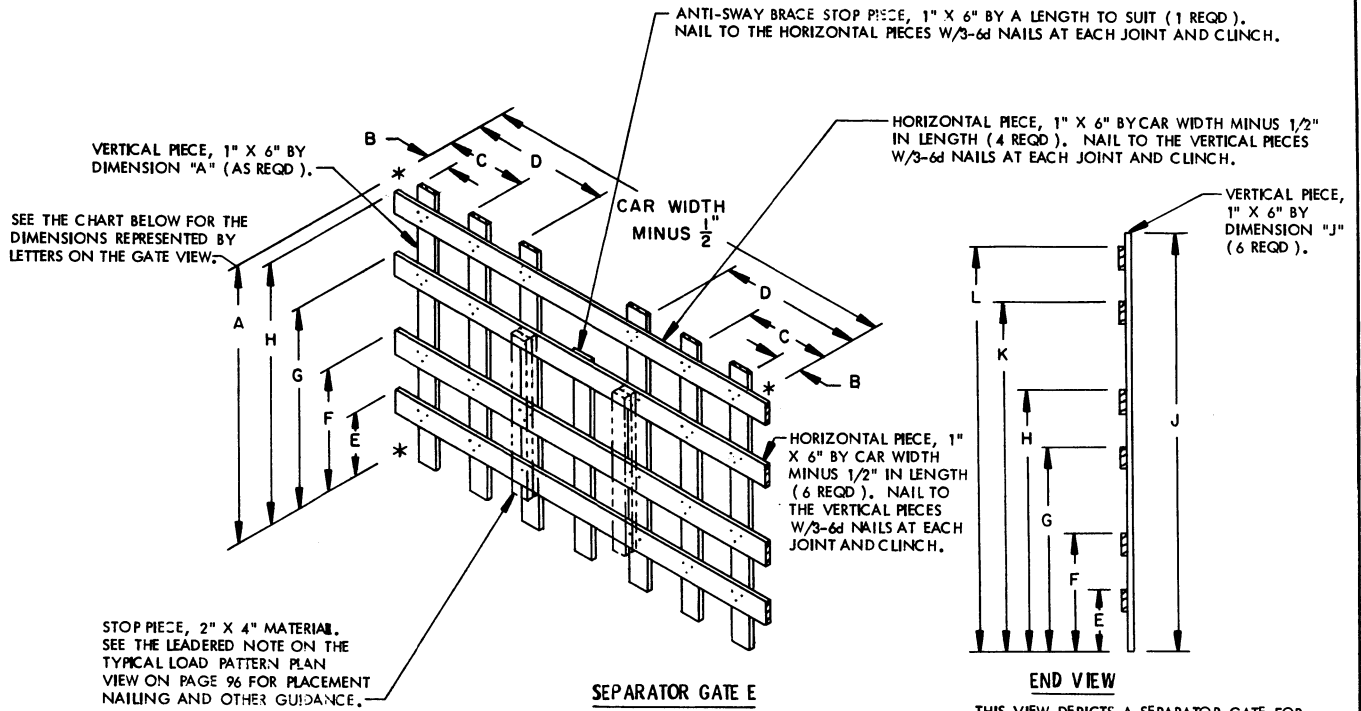 ANTI-SWAY BRACE STOP PIECE, 1" X 6" BY A LENGTH TO SUIT (1 REQD).
NAIL TO THE HORIZONTAL PIECES W/3-6d NAILS AT EACH JOINT AND CLINCH.
HORIZONTAL PIECE, 1" X 6" BY CAR WIDTH MINUS 1/2"
IN LENGTH (4 REQD). NAIL TO THE VERTICAL PIECES
W/3-6d NAILS AT EACH JOINT AND CLINCH.
VERTICAL PIECE, 1" X 6" BY
DIMENSION "A" (AS REQD).
SEE THE CHART BELOW FOR THE
DIMENSIONS REPRESENTED BY
LETTERS ON THE GATE VIEW.
B
C
D
*
CAR WIDTH
MINUS 1/2"
D
C
B
*
A
H
G
F
E
*
VERTICAL PIECE,
1" X 6" BY
DIMENSION "J"
(6 REQD).
L
K
H
G
F
E
J
HORIZONTAL PIECE, 1"
X 6" BY CAR WIDTH
MINUS 1/2" IN LENGTH
(6 REQD). NAIL TO
THE VERTICAL PIECES
W/3-6d NAILS AT EACH
JOINT AND CLINCH.
STOP PIECE, 2" X 4" MATERIAL.
SEE THE LEADERED NOTE ON THE
TYPICAL LOAD PATTERN PLAN
VIEW ON PAGE 96 FOR PLACEMENT
NAILING AND OTHER GUIDANCE.
SEPARATOR GATE E
END VIEW
THIS VIEW DEPICTS A SEPARATOR GATE FOR